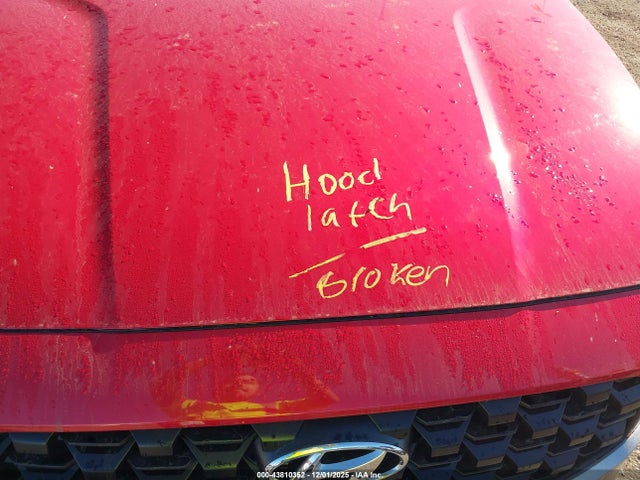 Hood
latch
Broken
000-43810352 • 12/01/2025 • IAA Inc.